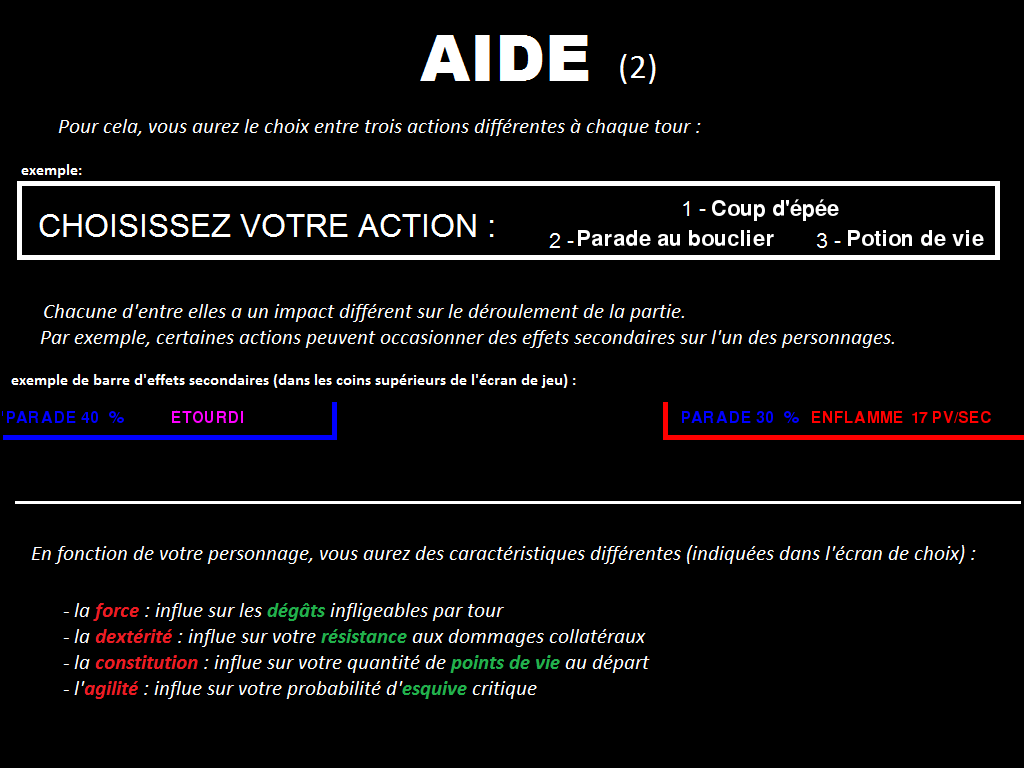 AIDE (2)
Pour cela, vous aurez le choix entre trois actions différentes à chaque tour :
exemple:
CHOISISSEZ VOTRE ACTION :
1 - Coup d'épée
2 - Parade au bouclier 3 - Potion de vie
Chacune d'entre elles a un impact différent sur le déroulement de la partie.
Par exemple, certaines actions peuvent occasionner des effets secondaires sur l'un des personnages.
exemple de barre d'effets secondaires (dans les coins supérieurs de l'écran de jeu) :
'PARADE 40 % ETOURDI PARADE 30 % ENFLAMME 17 PV/SEC
En fonction de votre personnage, vous aurez des caractéristiques différentes (indiquées dans l'écran de choix) :
- la force : influe sur les dégâts infligeables par tour
- la dextérité : influe sur votre résistance aux dommages collatéraux
- la constitution : influe sur votre quantité de points de vie au départ
- l'agilité : influe sur votre probabilité d'esquive critique